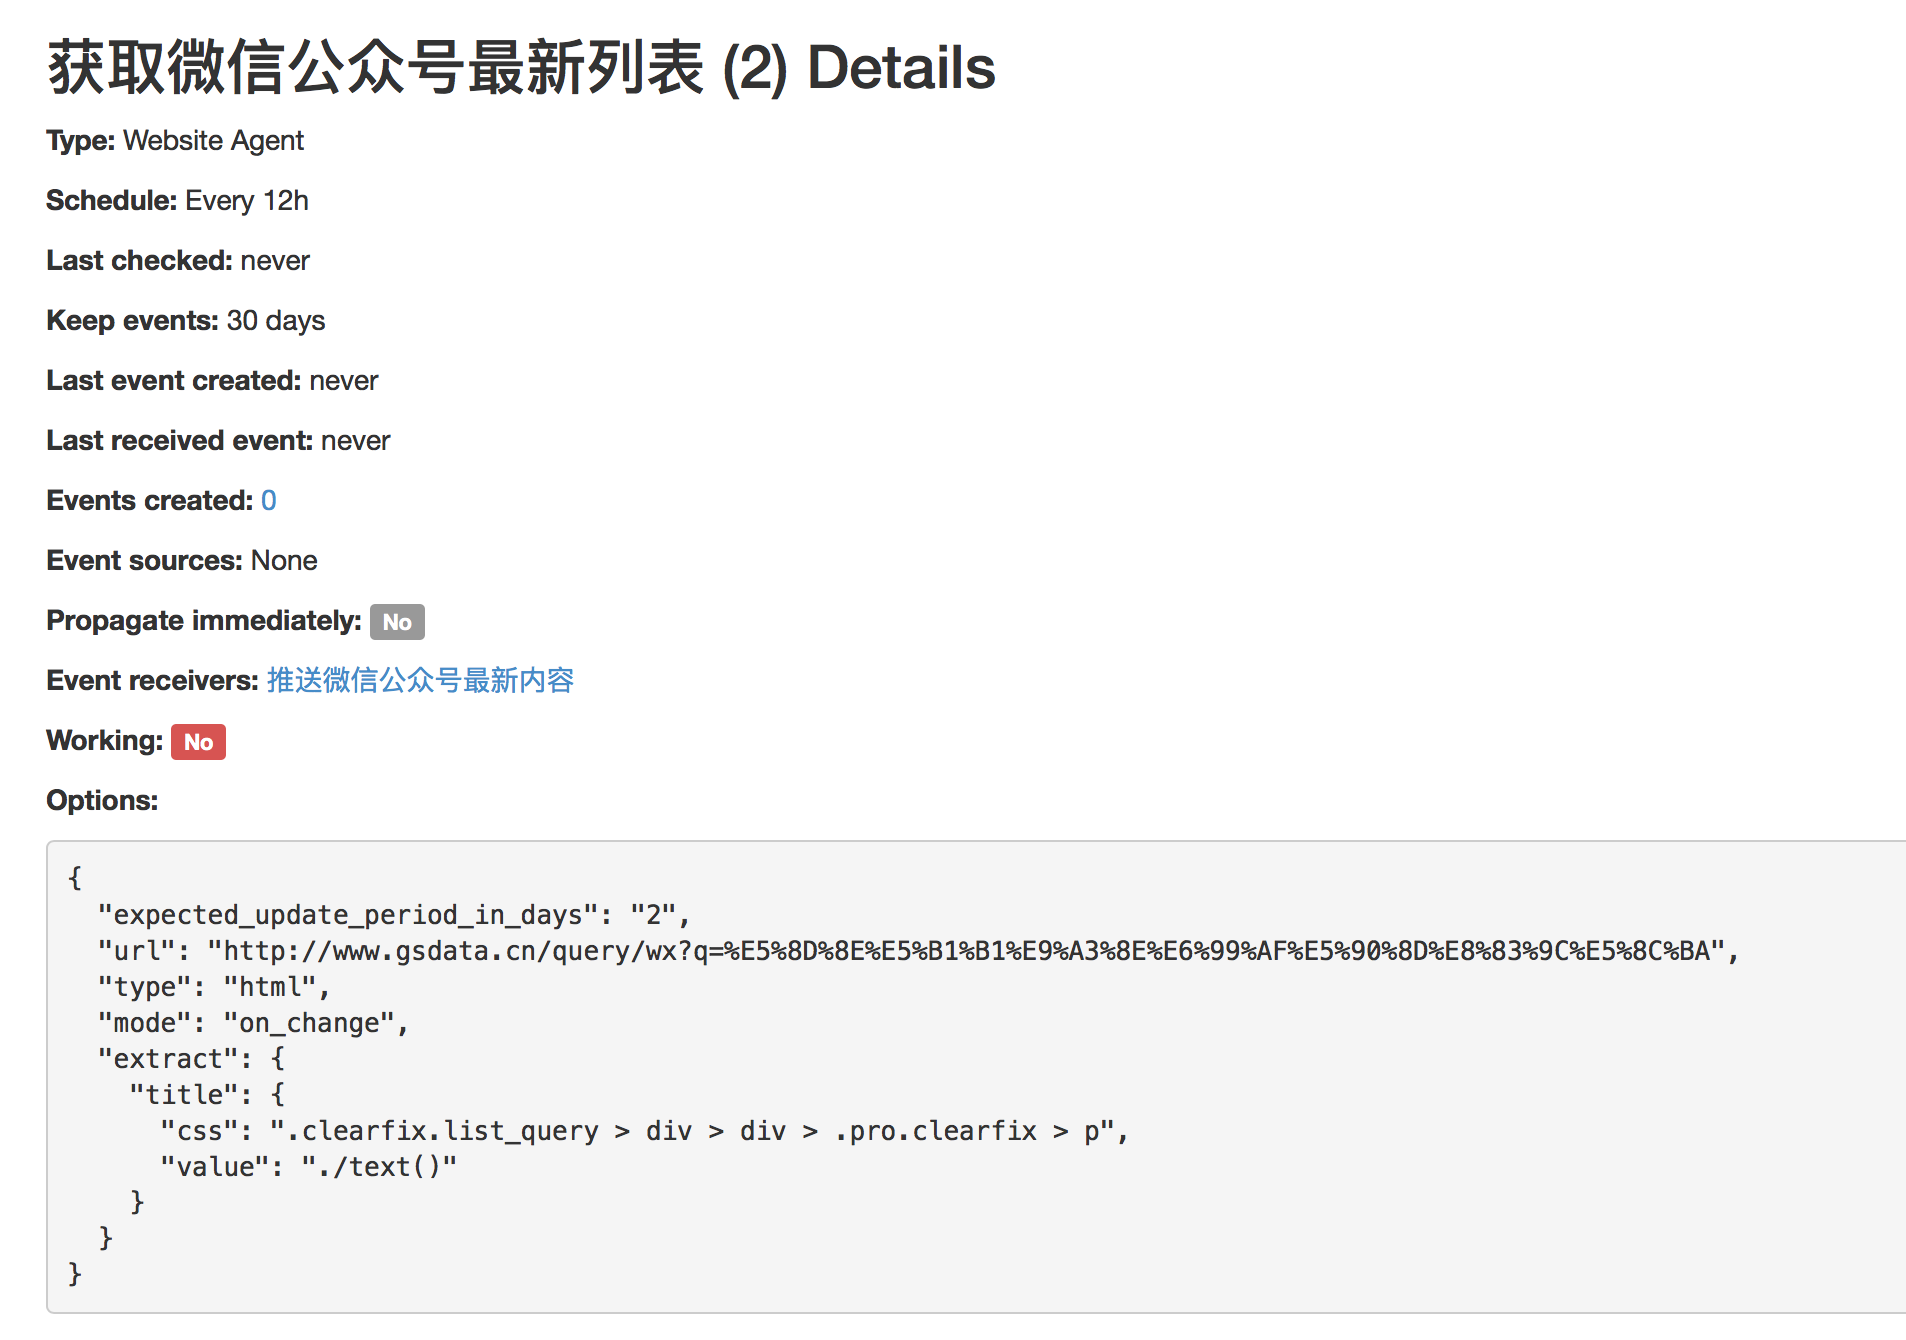 获取微信公众号最新列表 (2) Details
Type: Website Agent
Schedule: Every 12h
Last checked: never
Keep events: 30 days
Last event created: never
Last received event: never
Events created: 0
Event sources: None
Propagate immediately: No
Event receivers: 推送微信公众号最新内容
Working: No
Options:
{
  "expected_update_period_in_days": "2",
  "url": "http://www.gsdata.cn/query/wx?q=%E5%8D%8E%E5%B1%B1%E9%A3%8E%E6%99%AF%E5%90%8D%E8%83%9C%E5%8C%BA",
  "type": "html",
  "mode": "on_change",
  "extract": {
    "title": {
      "css": ".clearfix.list_query > div > div > .pro.clearfix > p",
      "value": "./text()"
    }
  }
}